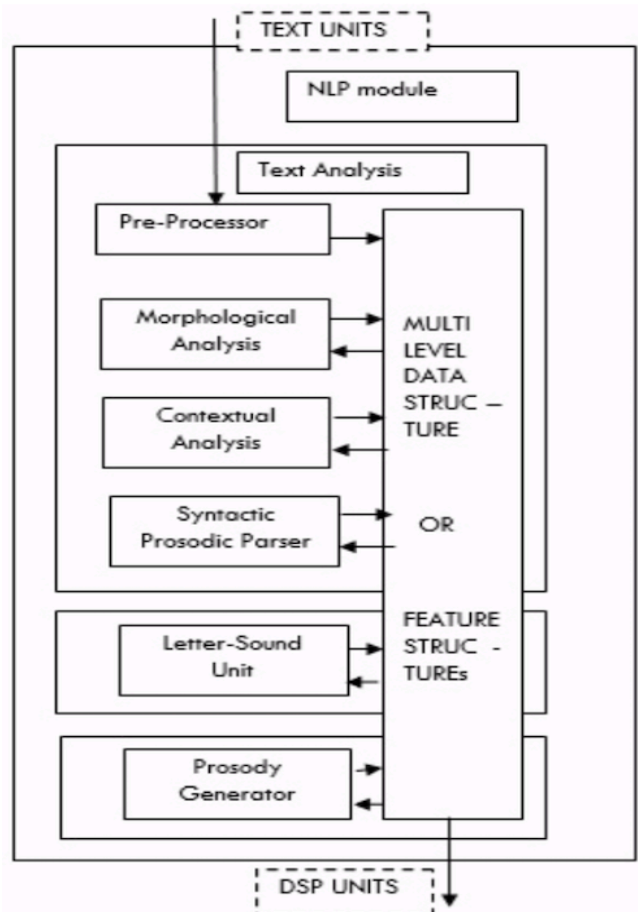 TEXT UNITS
NLP module
Text Analysis
Pre-Processor
Morphological
Analysis
Contextual
Analysis
Syntactic
Prosodic Parser
MULTI
LEVEL
DATA
STRUC –
TURE
OR
FEATURE
STRUC -
TUREs
Letter-Sound
Unit
Prosody
Generator
DSP UNITS